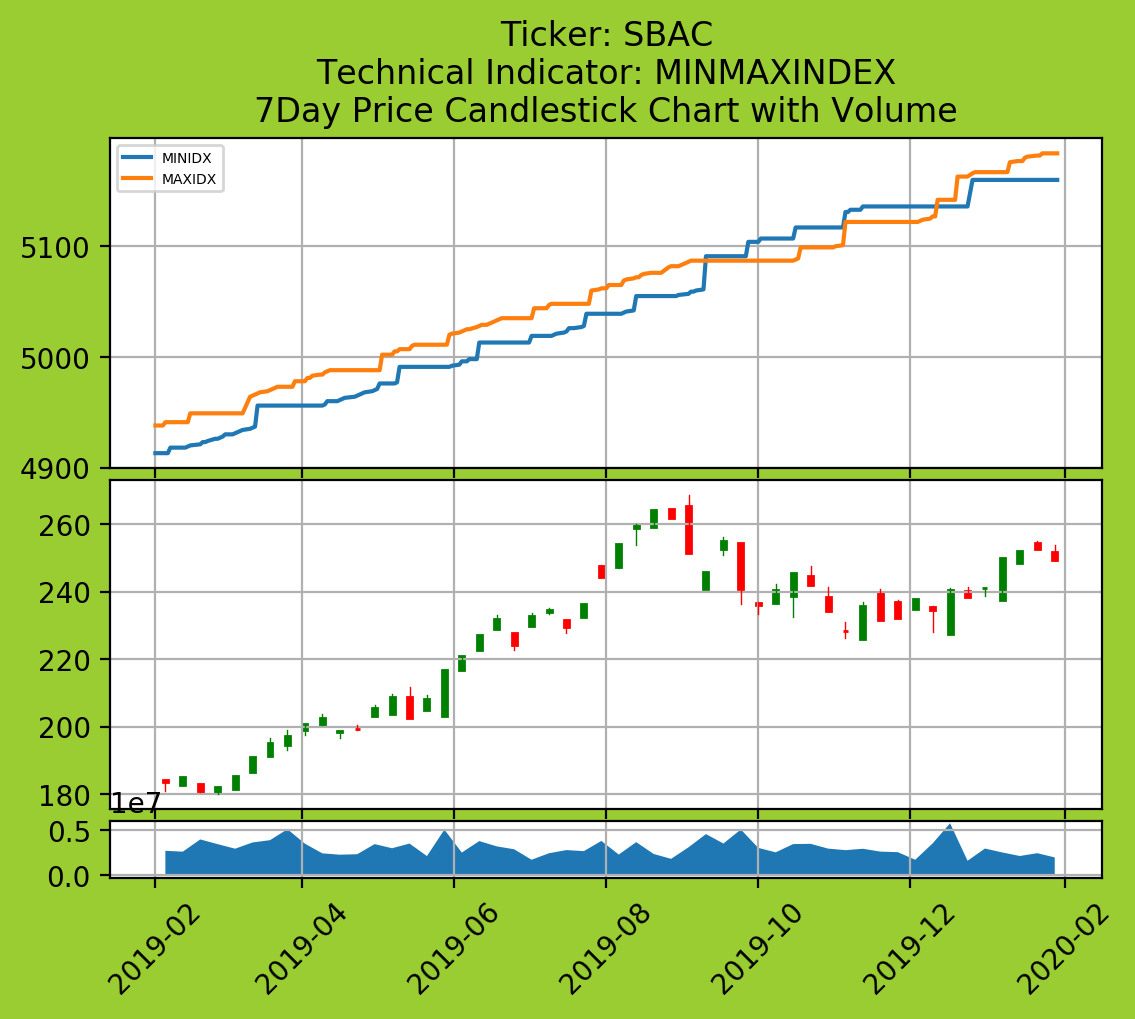 Ticker: SBAC
Technical Indicator: MINMAXINDEX
7Day Price Candlestick Chart with Volume
MINIDX
MAXIDX
5100
5000
4900
260
240
220
200
180
1e7
0.5
0.0
2019-02
2019-04
2019-06
2019-08
2019-10
2019-12
2020-02